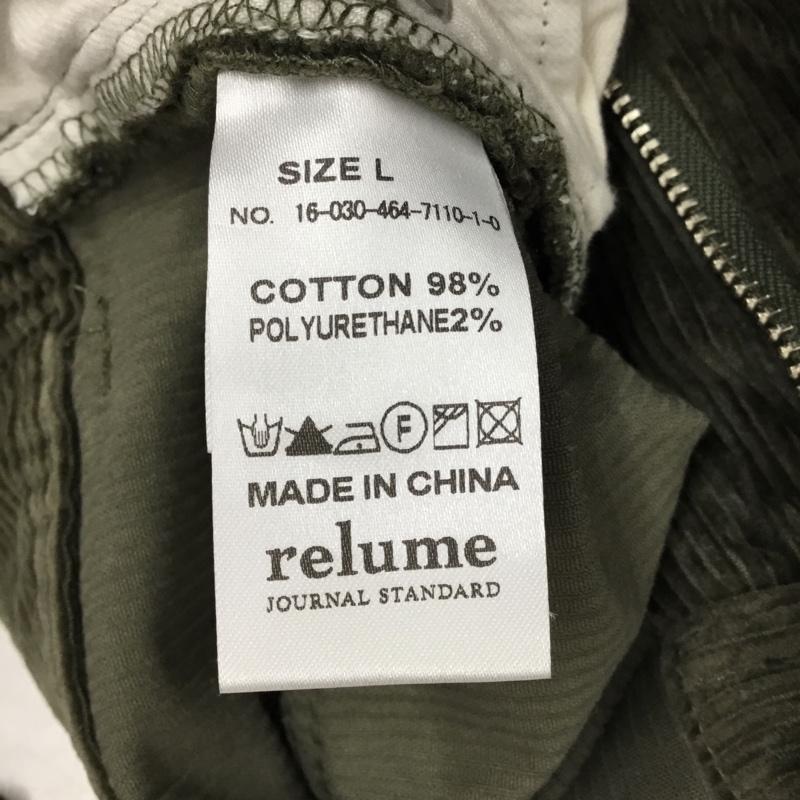 SIZE L
NO. 16-030-464-7110-1-0
COTTON 98%
POLYURETHANE2%
F
MADE IN CHINA
relume
JOURNAL STANDARD